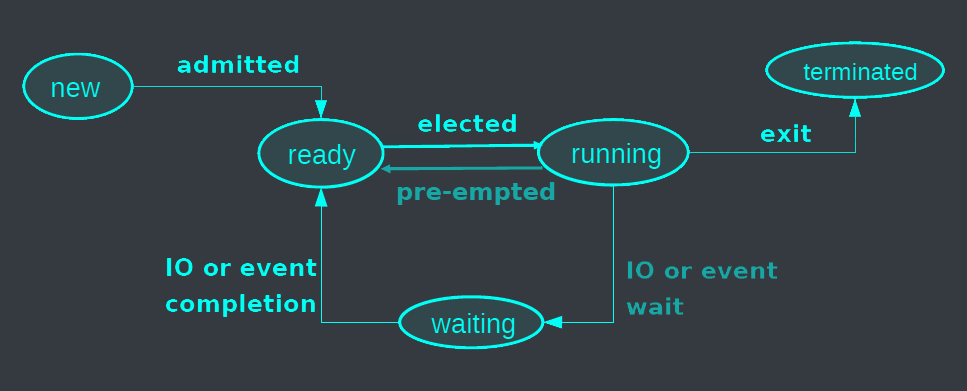 new
admitted
terminated
ready
elected
running
exit
pre-empted
IO or event
completion
IO or event
wait
waiting